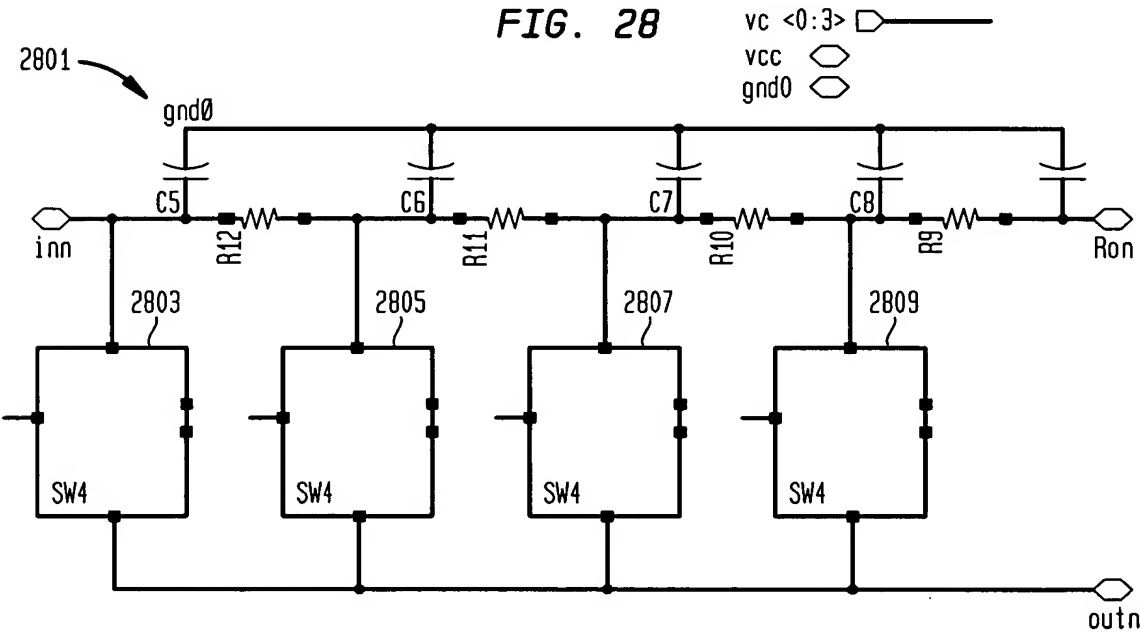 FIG. 28
vc <0:3>
vcc
gnd0
2801
gndØ
C5
C6
C7
C8
inn
R12
R11
R10
R9
Ron
2803
2805
2807
2809
SW4
SW4
SW4
SW4
outn